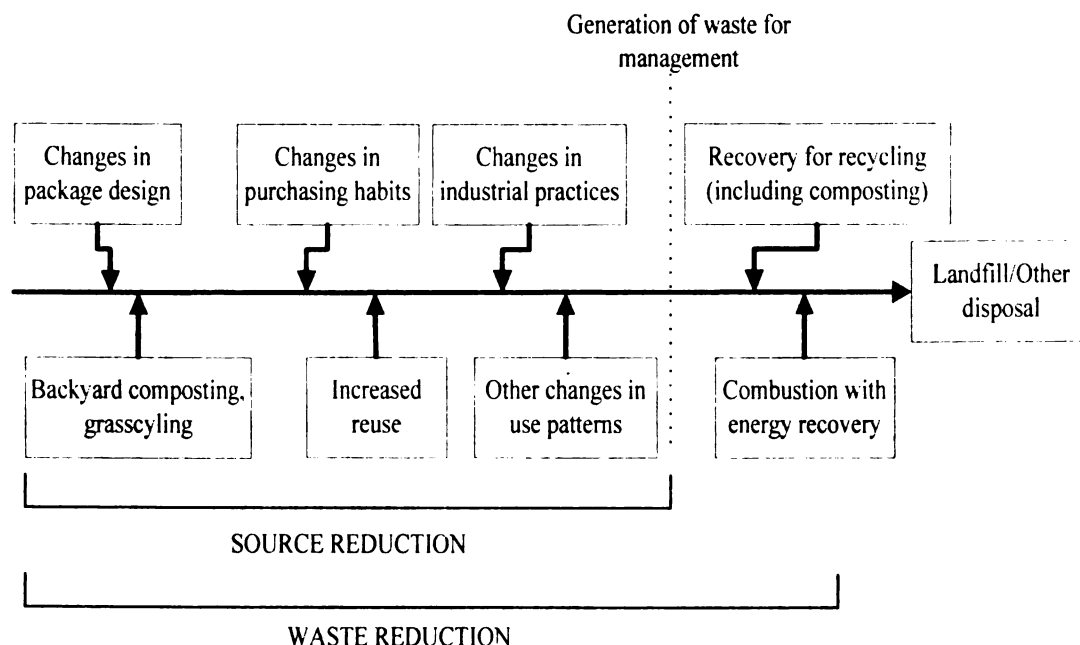 Generation of waste for
management
Changes in
package design
Changes in
purchasing habits
Changes in
industrial practices
Recovery for recycling
(including composting)
Landfill/Other
disposal
Backyard composting,
grasscyling
Increased
reuse
Other changes in
use patterns
Combustion with
energy recovery
SOURCE REDUCTION
WASTE REDUCTION